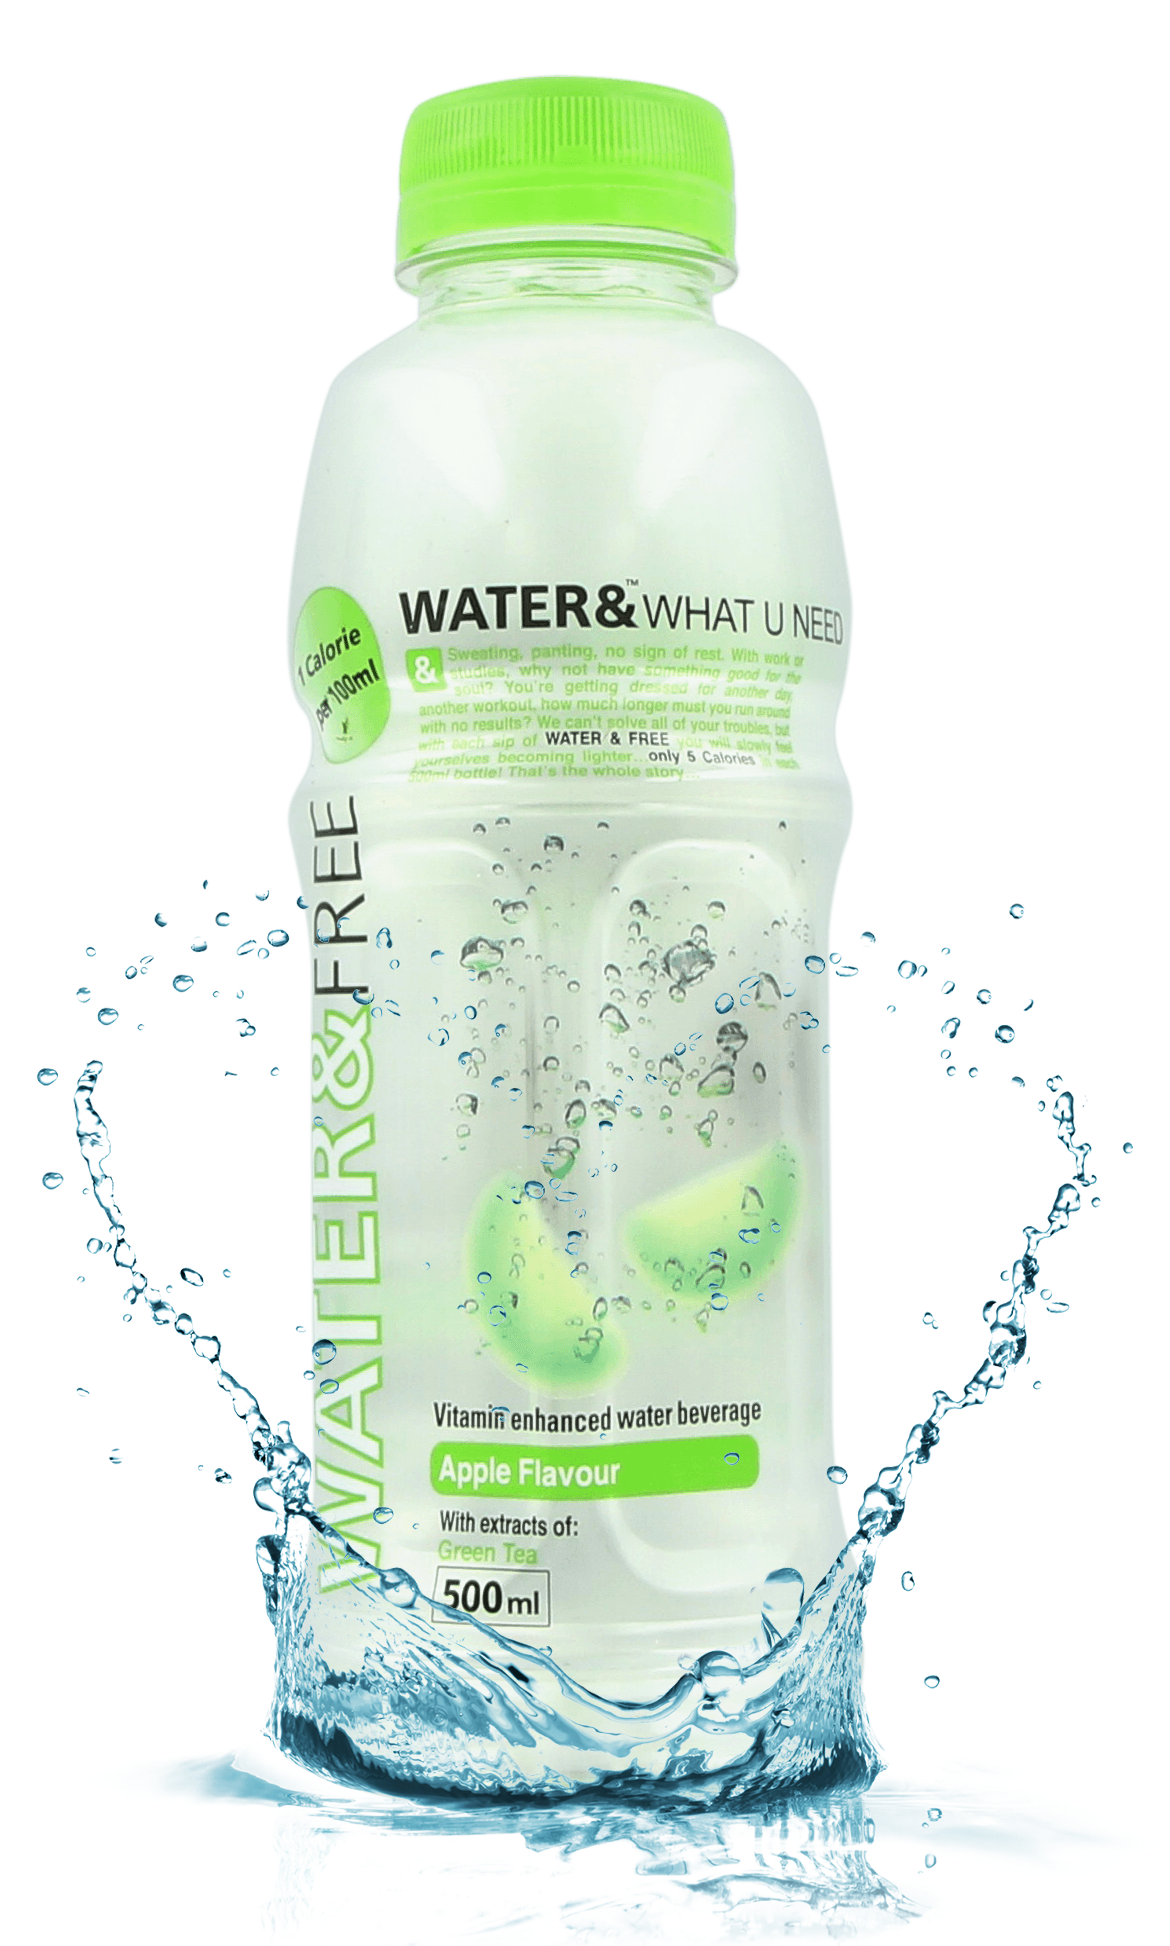 WATER&™WHAT U NEED
1 Calorie
per 100ml
& Sweating, panting, no sign of rest. With work or
studies, why not have something good for the
soul? You're getting dressed for another day,
another workout, how much longer must you run around
with no results? We can't solve all of your troubles, but
with each sip of WATER & FREE you will slowly feel
yourselves becoming lighter...only 5 Calories in each
500ml bottle! That's the whole story...
WATER&FREE
Vitamin enhanced water beverage
Apple Flavour
With extracts of:
Green Tea
500ml